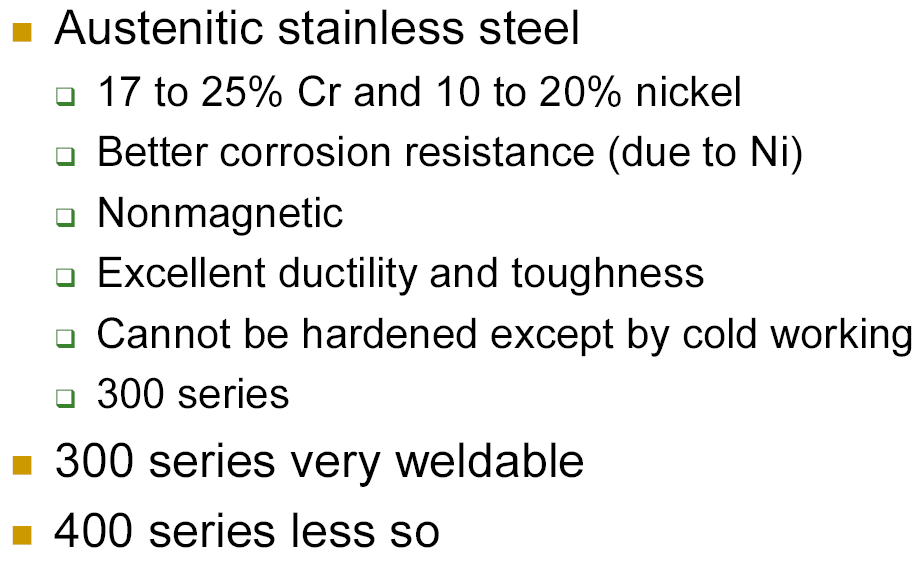 Austenitic stainless steel
17 to 25% Cr and 10 to 20% nickel
Better corrosion resistance (due to Ni)
Nonmagnetic
Excellent ductility and toughness
Cannot be hardened except by cold working
300 series
300 series very weldable
400 series less so